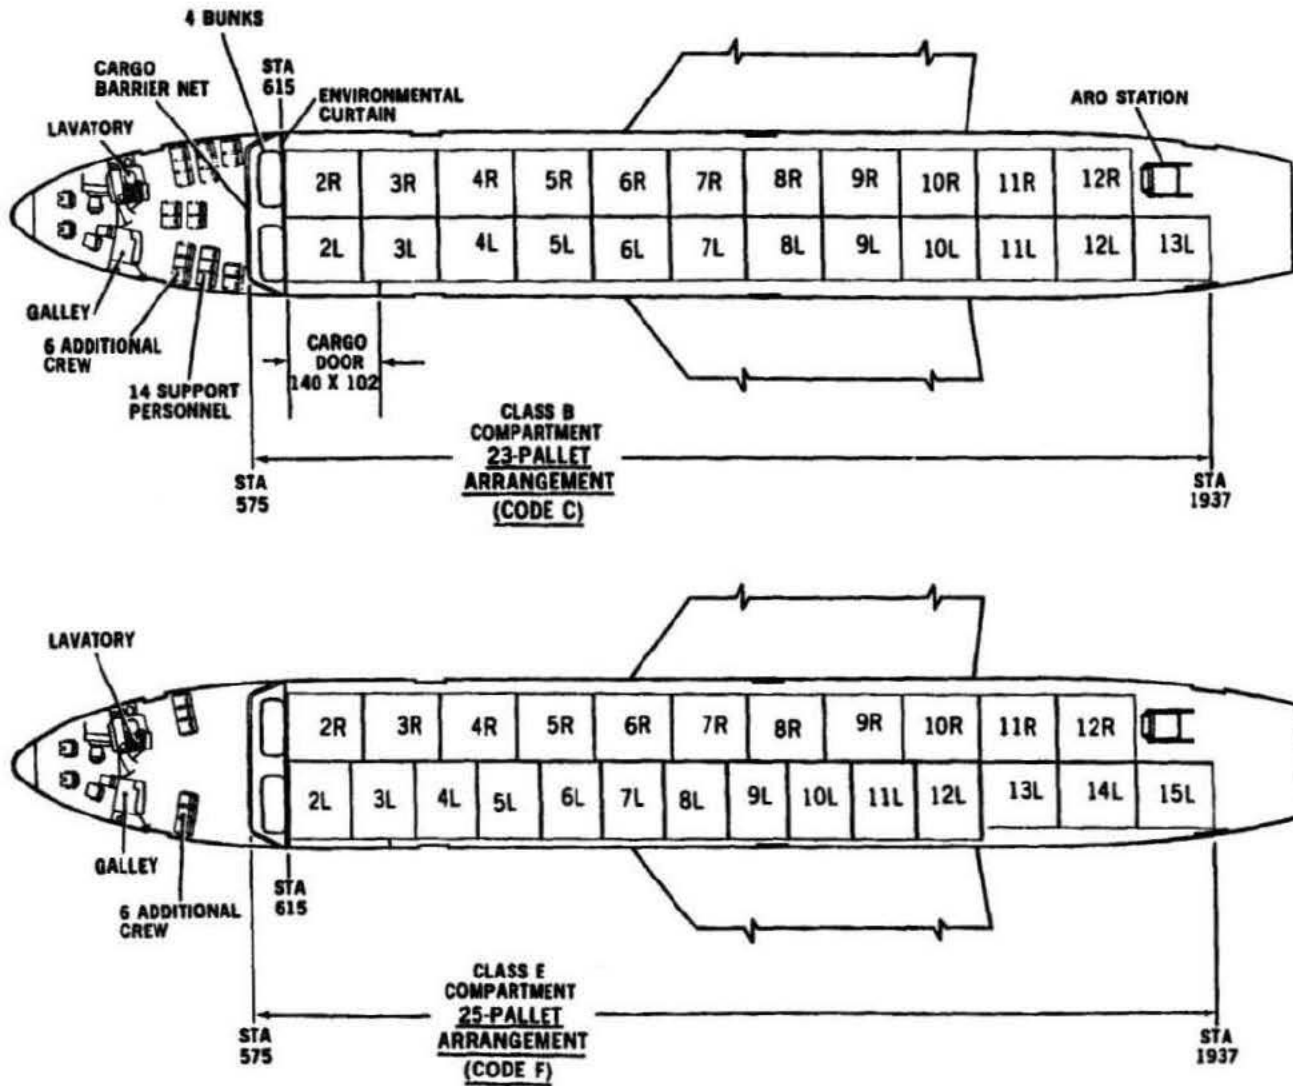 4 BUNKS
CARGO
BARRIER NET
STA
615
ENVIRONMENTAL
CURTAIN
ARO STATION
LAVATORY
2R 3R 4R 5R 6R 7R 8R 9R 10R 11R 12R
2L 3L 4L 5L 6L 7L 8L 9L 10L 11L 12L 13L
GALLEY
6 ADDITIONAL
CREW
14 SUPPORT
PERSONNEL
CARGO
DOOR
140 X 102
CLASS B
COMPARTMENT
23-PALLET
ARRANGEMENT
(CODE C)
STA
575
STA
1937
LAVATORY
2R 3R 4R 5R 6R 7R 8R 9R 10R 11R 12R
2L 3L 4L 5L 6L 7L 8L 9L 10L 11L 12L 13L 14L 15L
GALLEY
6 ADDITIONAL
CREW
STA
615
CLASS E
COMPARTMENT
25-PALLET
ARRANGEMENT
(CODE F)
STA
575
STA
1937